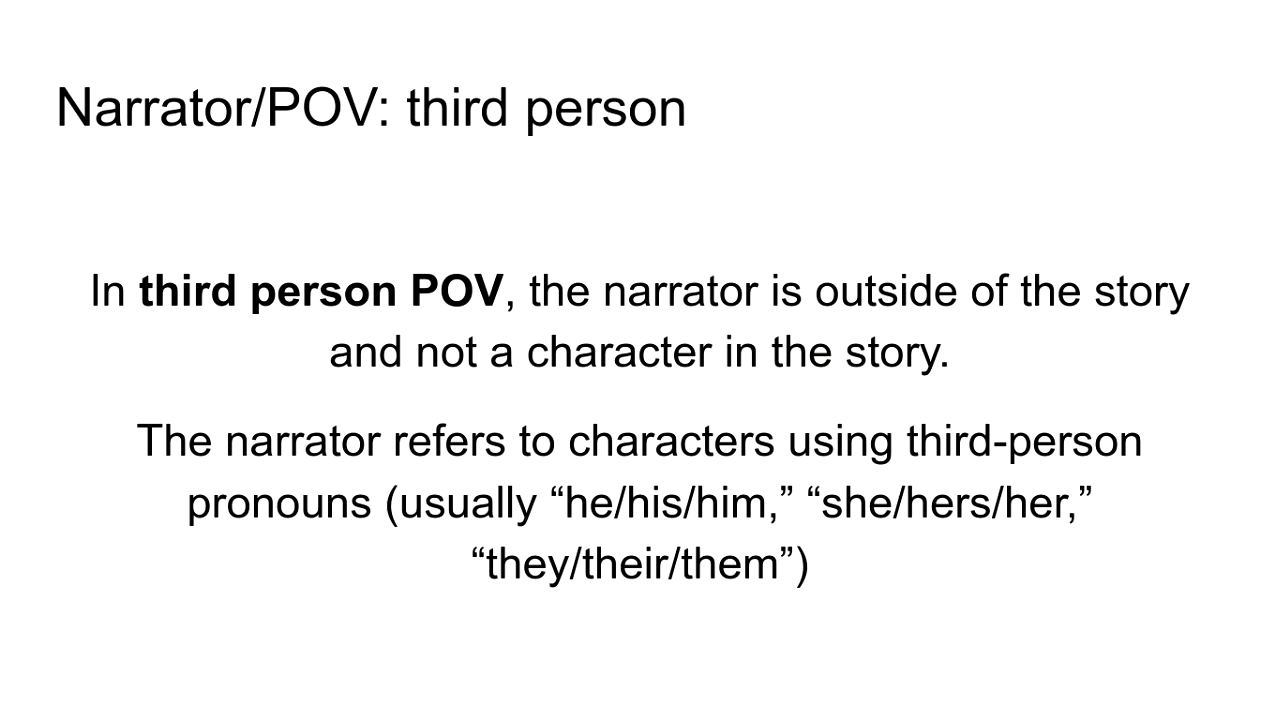 Narrator/POV: third person
In third person POV, the narrator is outside of the story
and not a character in the story.
The narrator refers to characters using third-person
pronouns (usually “he/his/him,” “she/hers/her,”
“they/their/them”)